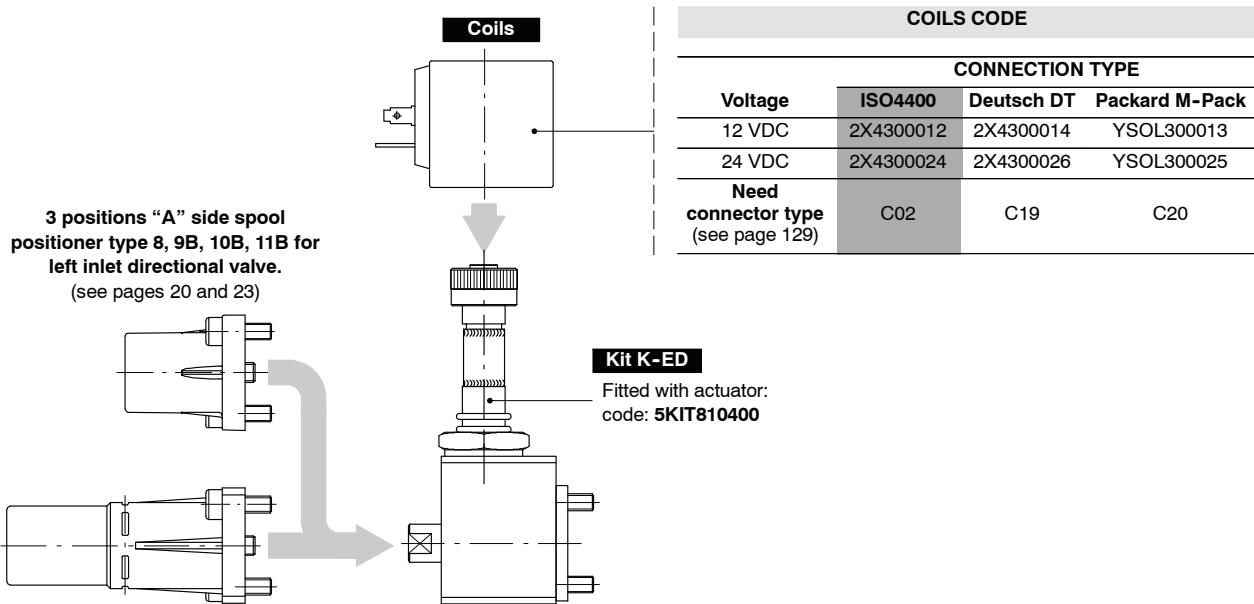 Coils
COILS CODE
CONNECTION TYPE
Voltage ISO4400 Deutsch DT Packard M-Pack
12 VDC 2X4300012 2X4300014 YSOL300013
24 VDC 2X4300024 2X4300026 YSOL300025
Need
connector type
(see page 129)
C02 C19 C20
3 positions “A” side spool
positioner type 8, 9B, 10B, 11B for
left inlet directional valve.
(see pages 20 and 23)
Kit K-ED
Fitted with actuator:
code: 5KIT810400